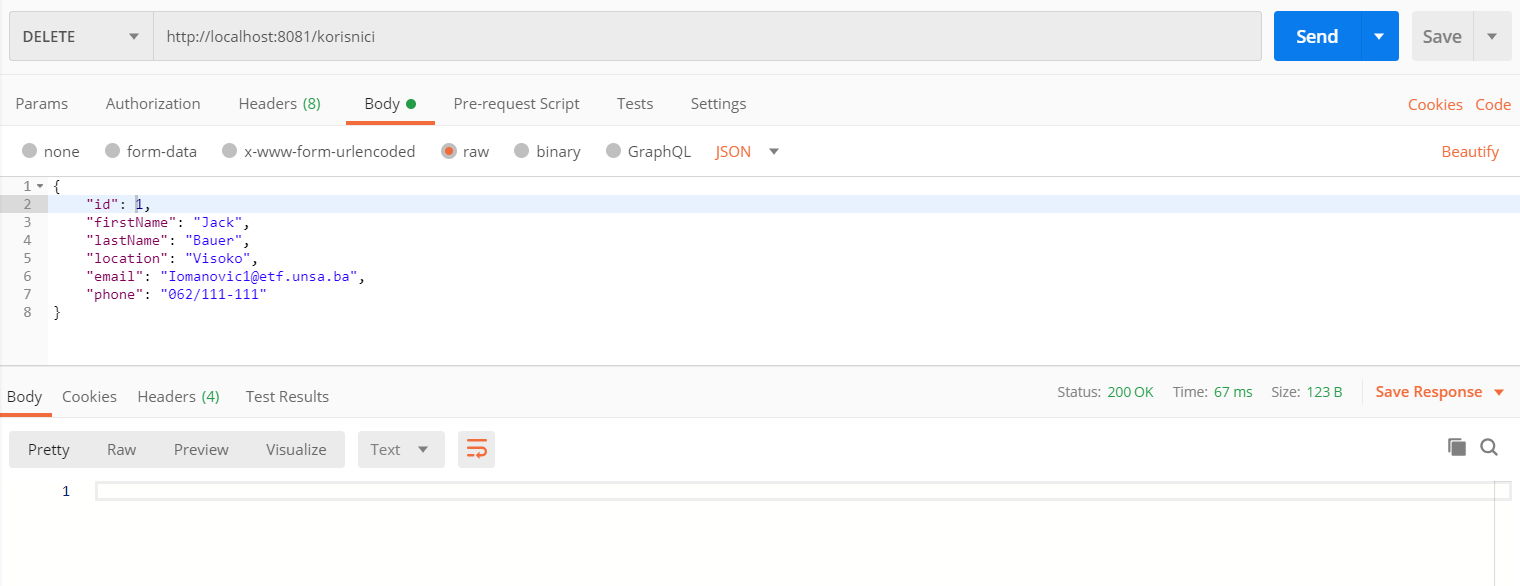 DELETE http://localhost:8081/korisnici Send Save
Params Authorization Headers (8) Body Pre-request Script Tests Settings Cookies Code
none form-data x-www-form-urlencoded raw binary GraphQL JSON Beautify
1 {
2 "id": 1,
3 "firstName": "Jack",
4 "lastName": "Bauer",
5 "location": "Visoko",
6 "email": "Iomanovic1@etf.unsa.ba",
7 "phone": "062/111-111"
8 }
Body Cookies Headers (4) Test Results Status: 200 OK Time: 67 ms Size: 123 B Save Response
Pretty Raw Preview Visualize Text
1